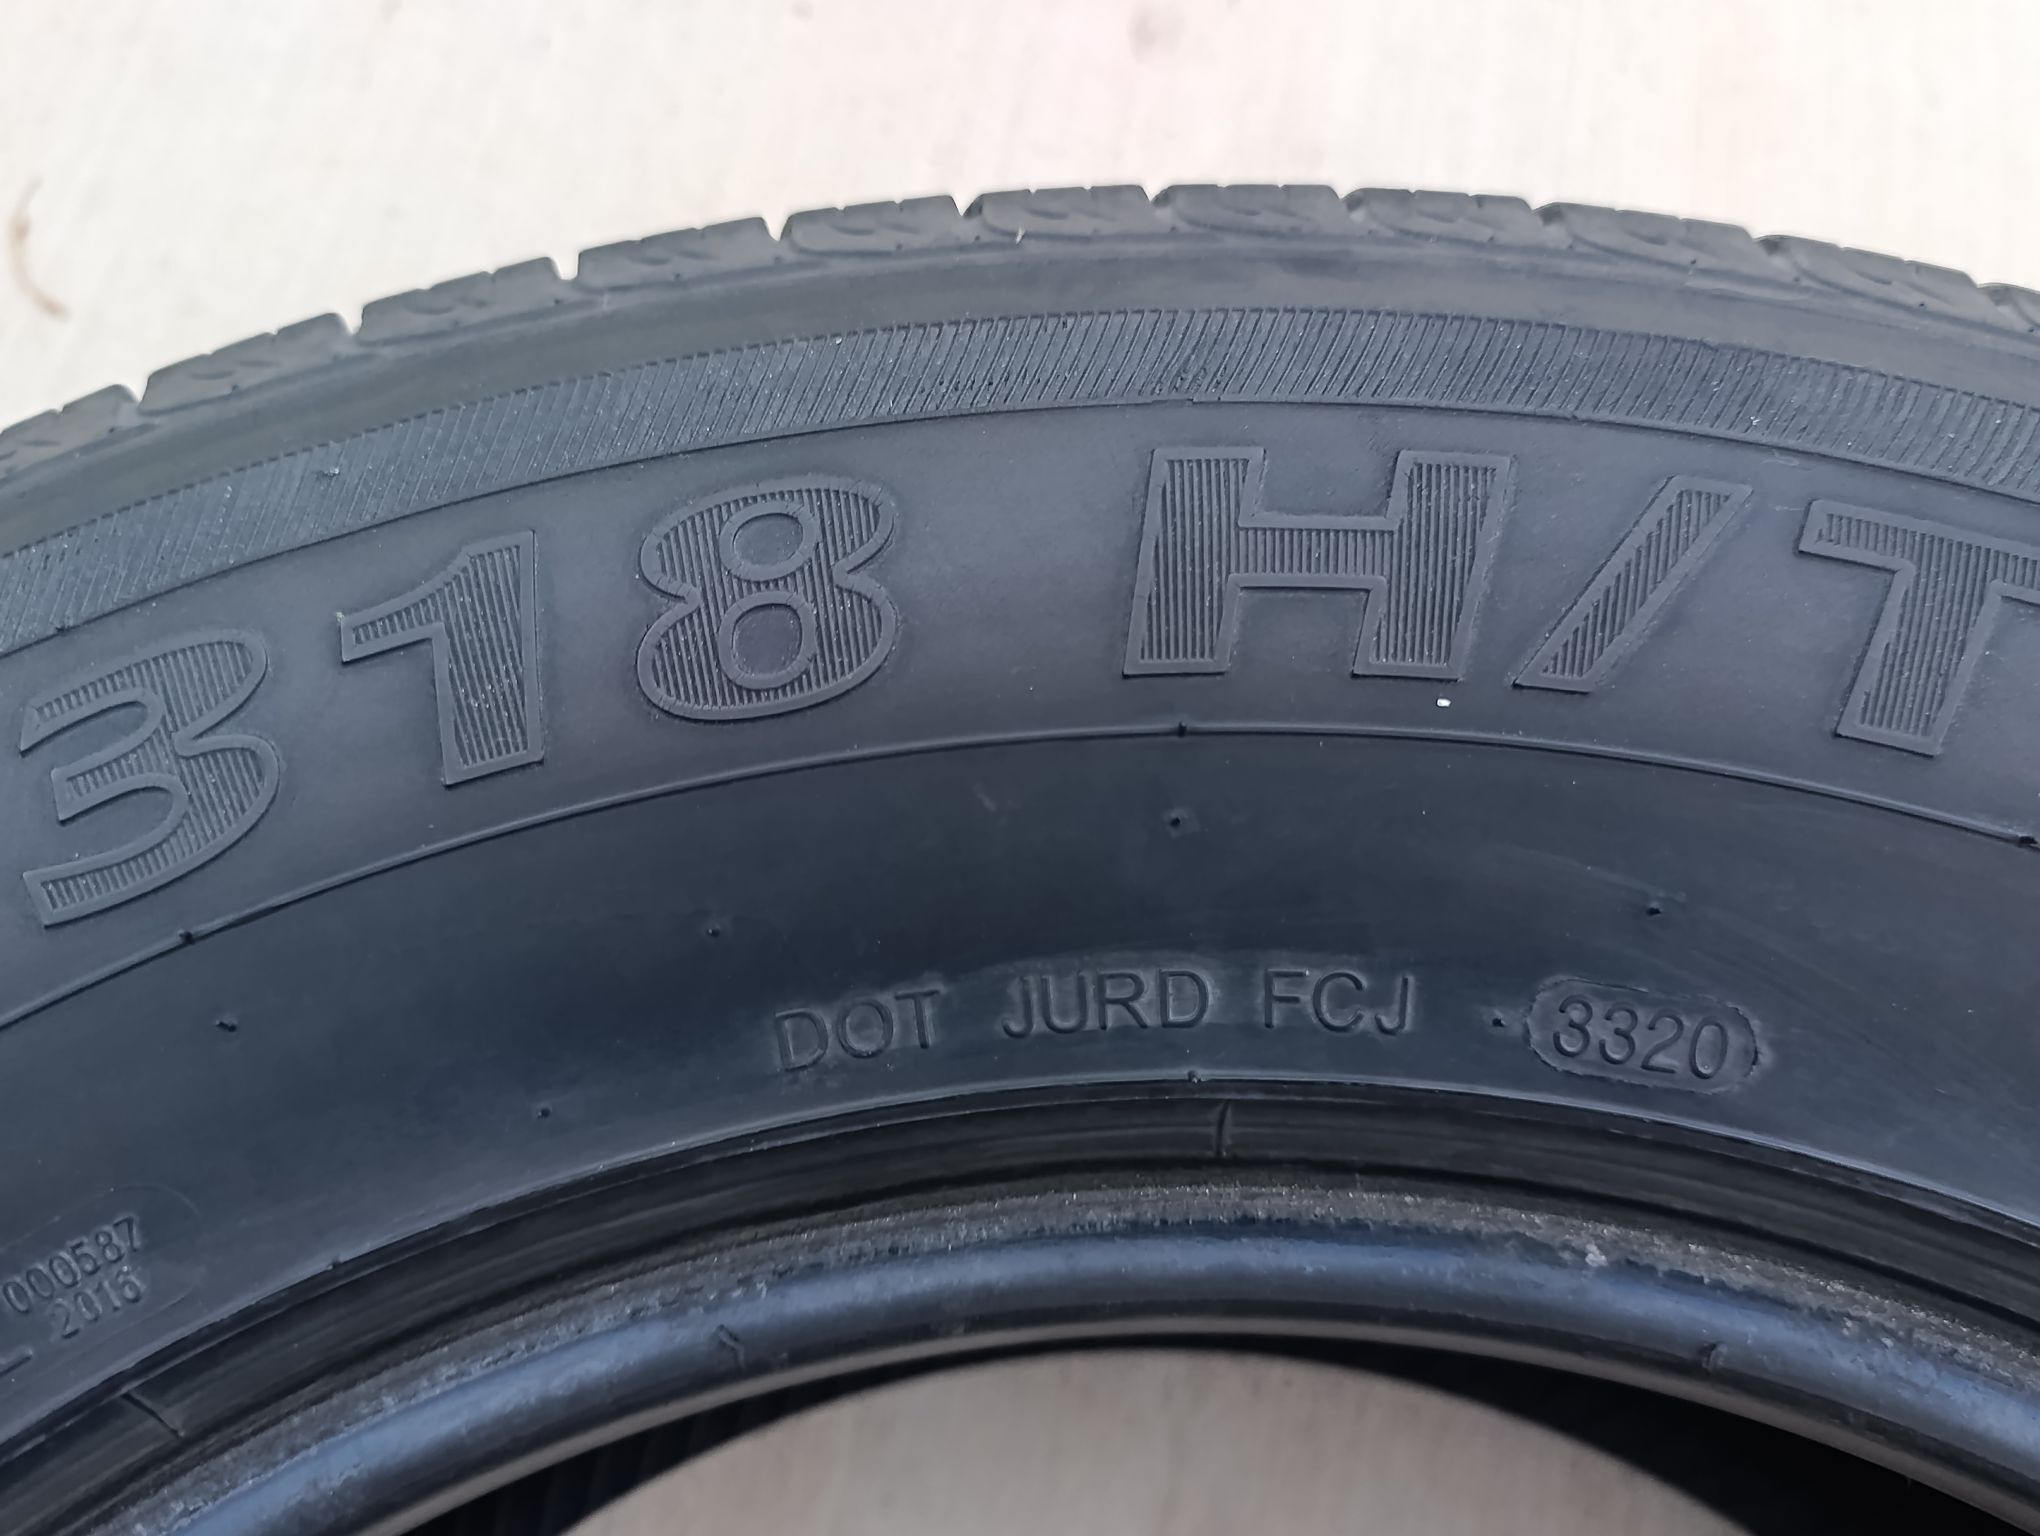 318 H/T
DOT JURD FCJ 3320
000587
2016